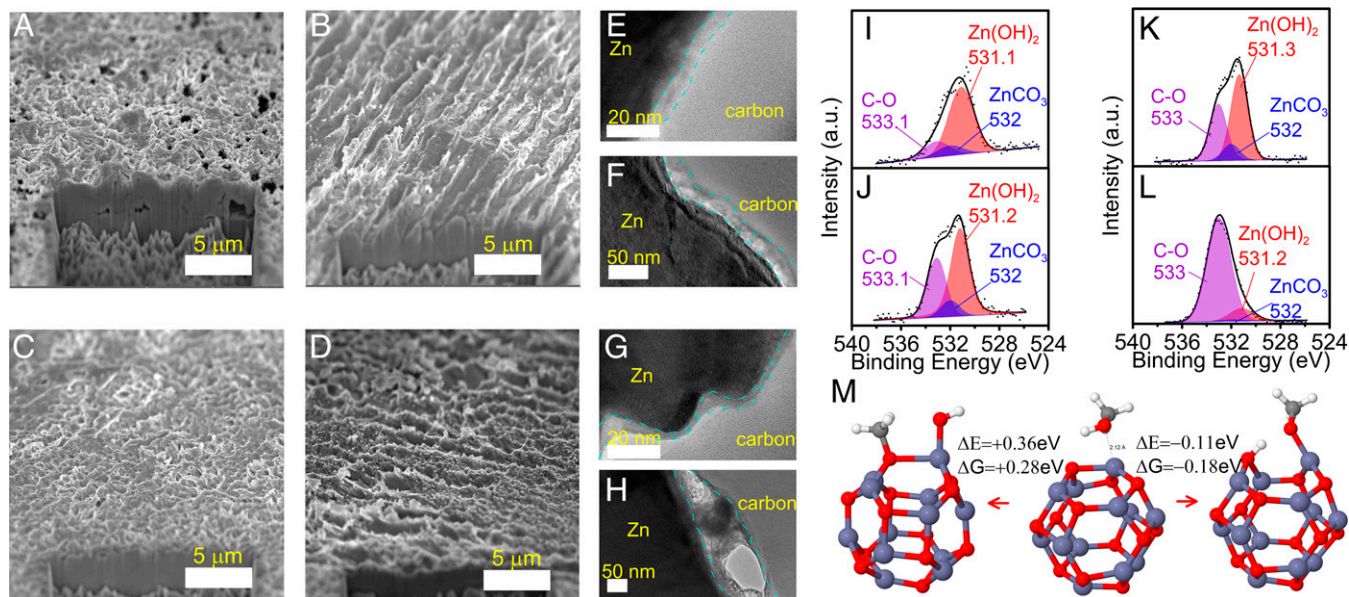 A
5 μm
B
5 μm
C
5 μm
D
5 μm
E
Zn
20 nm
carbon
F
Zn
carbon
50 nm
G
Zn
20 nm
carbon
H
carbon
Zn
50 nm
Intensity (a.u.)
I
Zn(OH)₂
531.1
C-O
533.1
ZnCO₃
532
J
Zn(OH)₂
531.2
C-O
533.1
ZnCO₃
532
540 536 532 528 524
Binding Energy (eV)
Intensity (a.u.)
K
Zn(OH)₂
531.3
C-O
533
ZnCO₃
532
L
Zn(OH)₂
531.2
C-O
533
ZnCO₃
532
540 536 532 528 524
Binding Energy (eV)
M
ΔE=+0.36eV
ΔG=+0.28eV
2.12 A
ΔE=−0.11eV
ΔG=−0.18eV